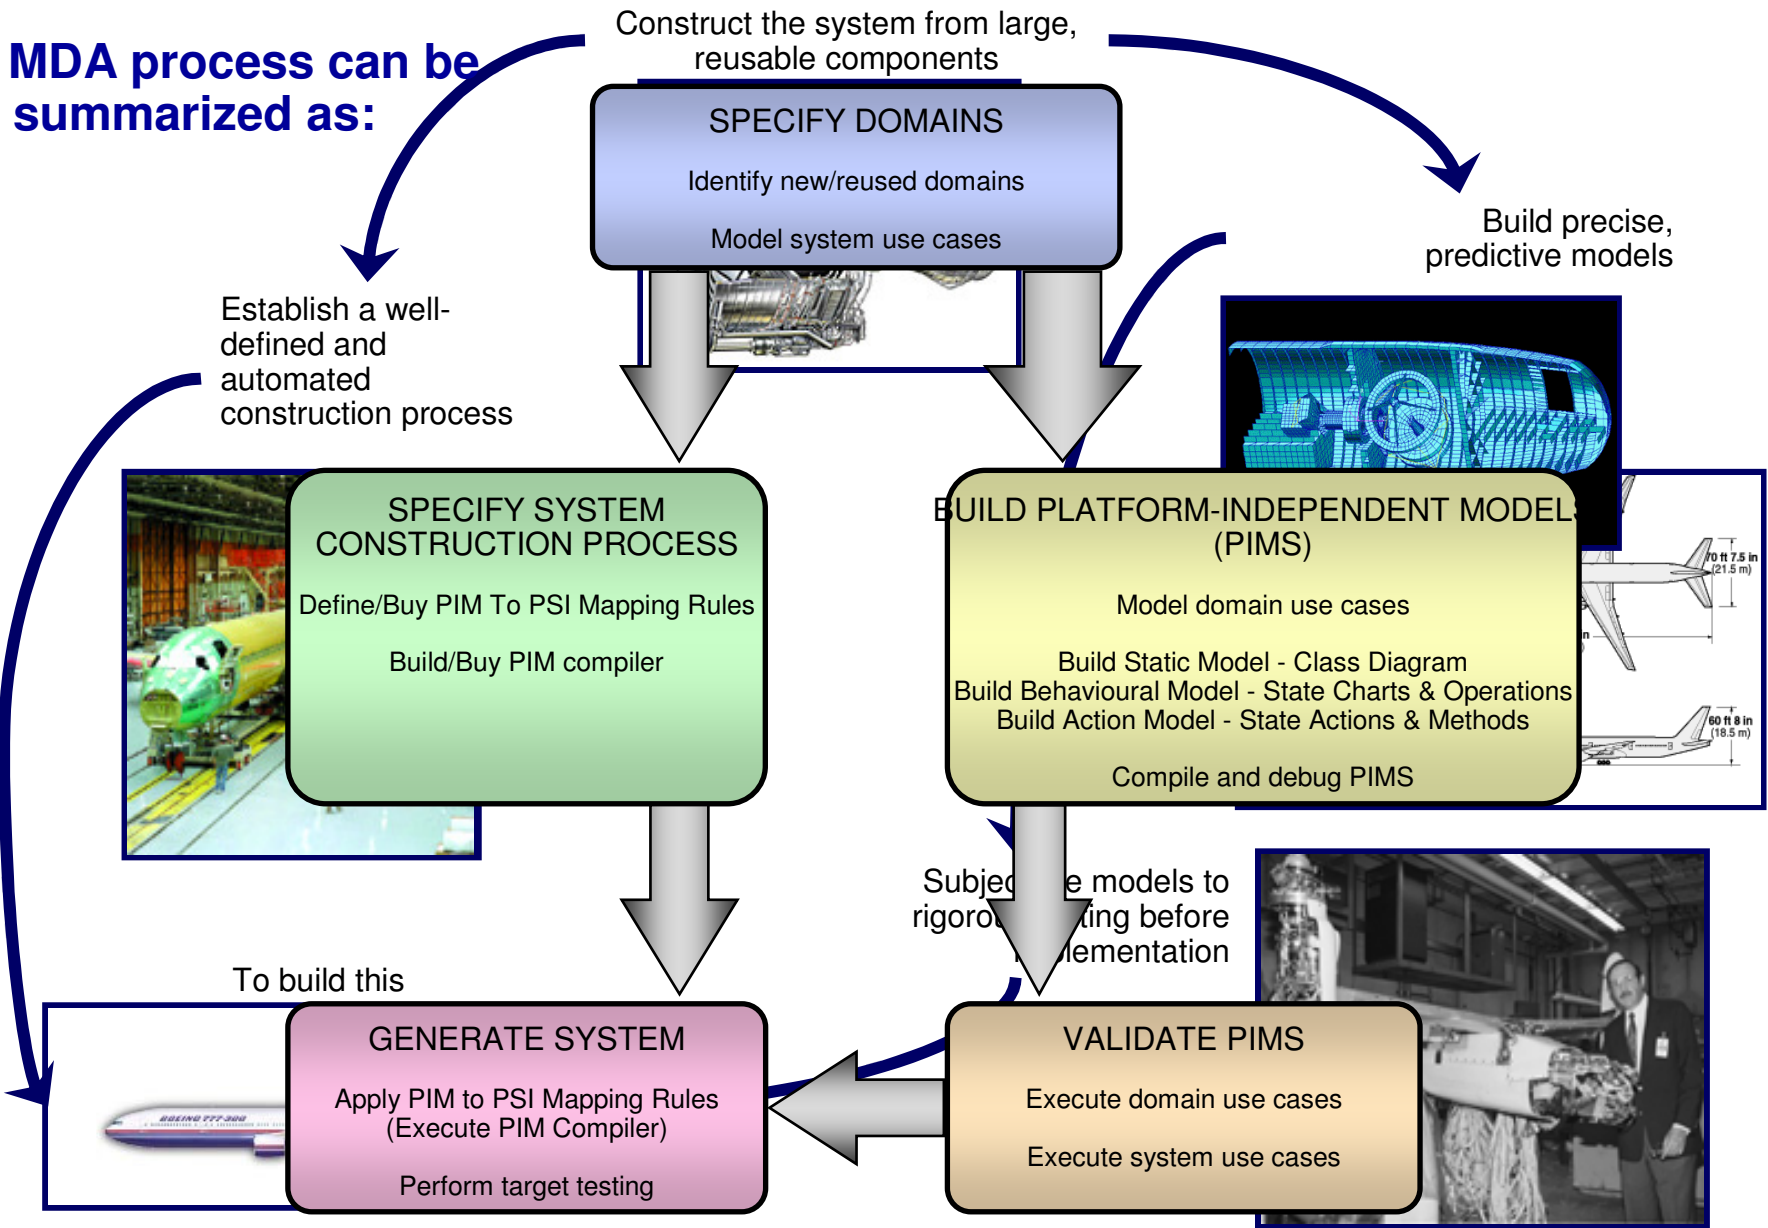 MDA process can be
summarized as:
Construct the system from large,
reusable components
SPECIFY DOMAINS
Identify new/reused domains
Model system use cases
Build precise,
predictive models
Establish a well-
defined and
automated
construction process
SPECIFY SYSTEM
CONSTRUCTION PROCESS
Define/Buy PIM To PSI Mapping Rules
Build/Buy PIM compiler
BUILD PLATFORM-INDEPENDENT MODELS
(PIMS)
Model domain use cases
Build Static Model - Class Diagram
Build Behavioural Model - State Charts & Operations
Build Action Model - State Actions & Methods
Compile and debug PIMS
70 ft 7.5 in
(21.5 m)
in
60 ft 8 in
(18.5 m)
models to
before
To build this
GENERATE SYSTEM
Apply PIM to PSI Mapping Rules
(Execute PIM Compiler)
Perform target testing
BOEING 777-300
VALIDATE PIMS
Execute domain use cases
Execute system use cases